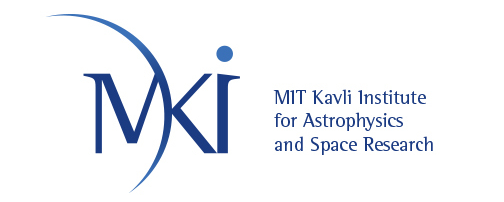 MKI
MIT Kavli Institute
for Astrophysics
and Space Research